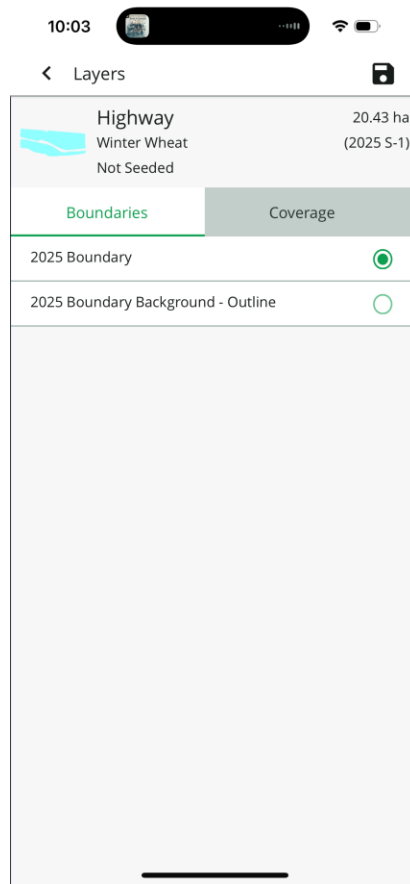 10:03
Layers
Highway
20.43 ha
Winter Wheat
(2025 S-1)
Not Seeded
Boundaries
Coverage
2025 Boundary
2025 Boundary Background - Outline